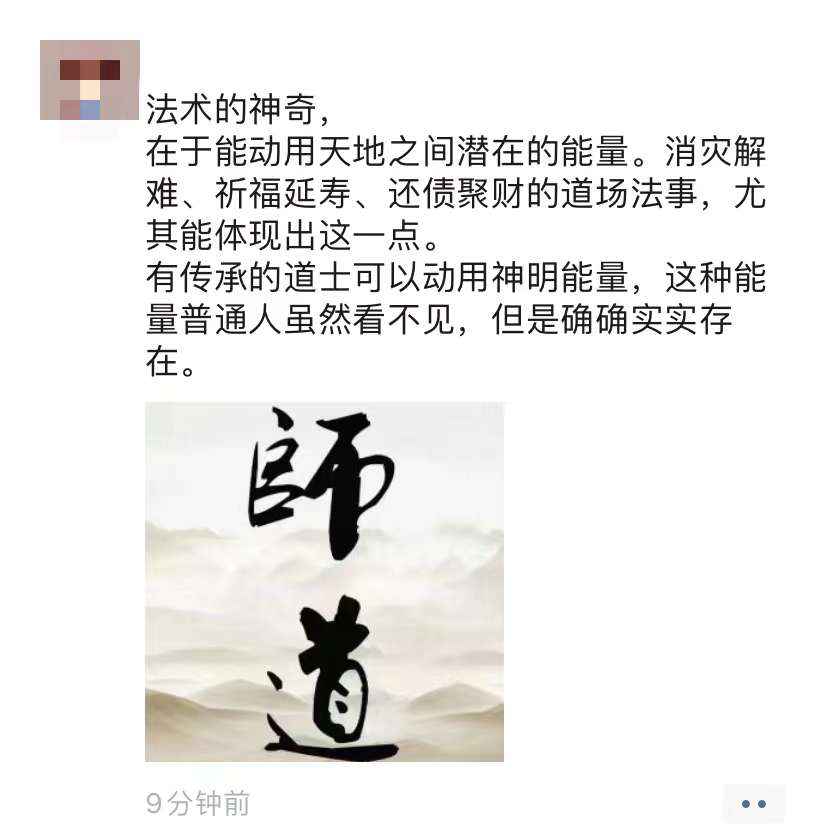 法术的神奇，
在于能动用天地之间潜在的能量。消灾解
难、祈福延寿、还债聚财的道场法事，尤
其能体现出这一点。
有传承的道士可以动用神明能量，这种能
量普通人虽然看不见，但是确确实实存
在。
師
道
9分钟前